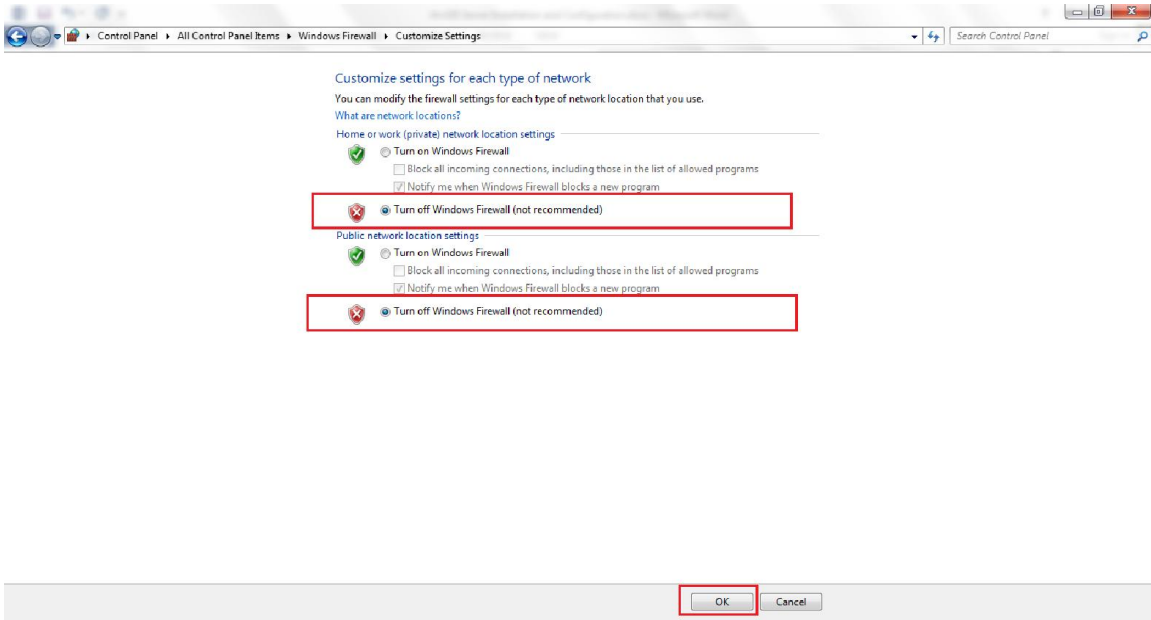 Control Panel ▸ All Control Panel Items ▸ Windows Firewall ▸ Customize Settings
Search Control Panel
Customize settings for each type of network
You can modify the firewall settings for each type of network location that you use.
What are network locations?
Home or work (private) network location settings
Turn on Windows Firewall
Block all incoming connections, including those in the list of allowed programs
Notify me when Windows Firewall blocks a new program
Turn off Windows Firewall (not recommended)
Public network location settings
Turn on Windows Firewall
Block all incoming connections, including those in the list of allowed programs
Notify me when Windows Firewall blocks a new program
Turn off Windows Firewall (not recommended)
OK
Cancel